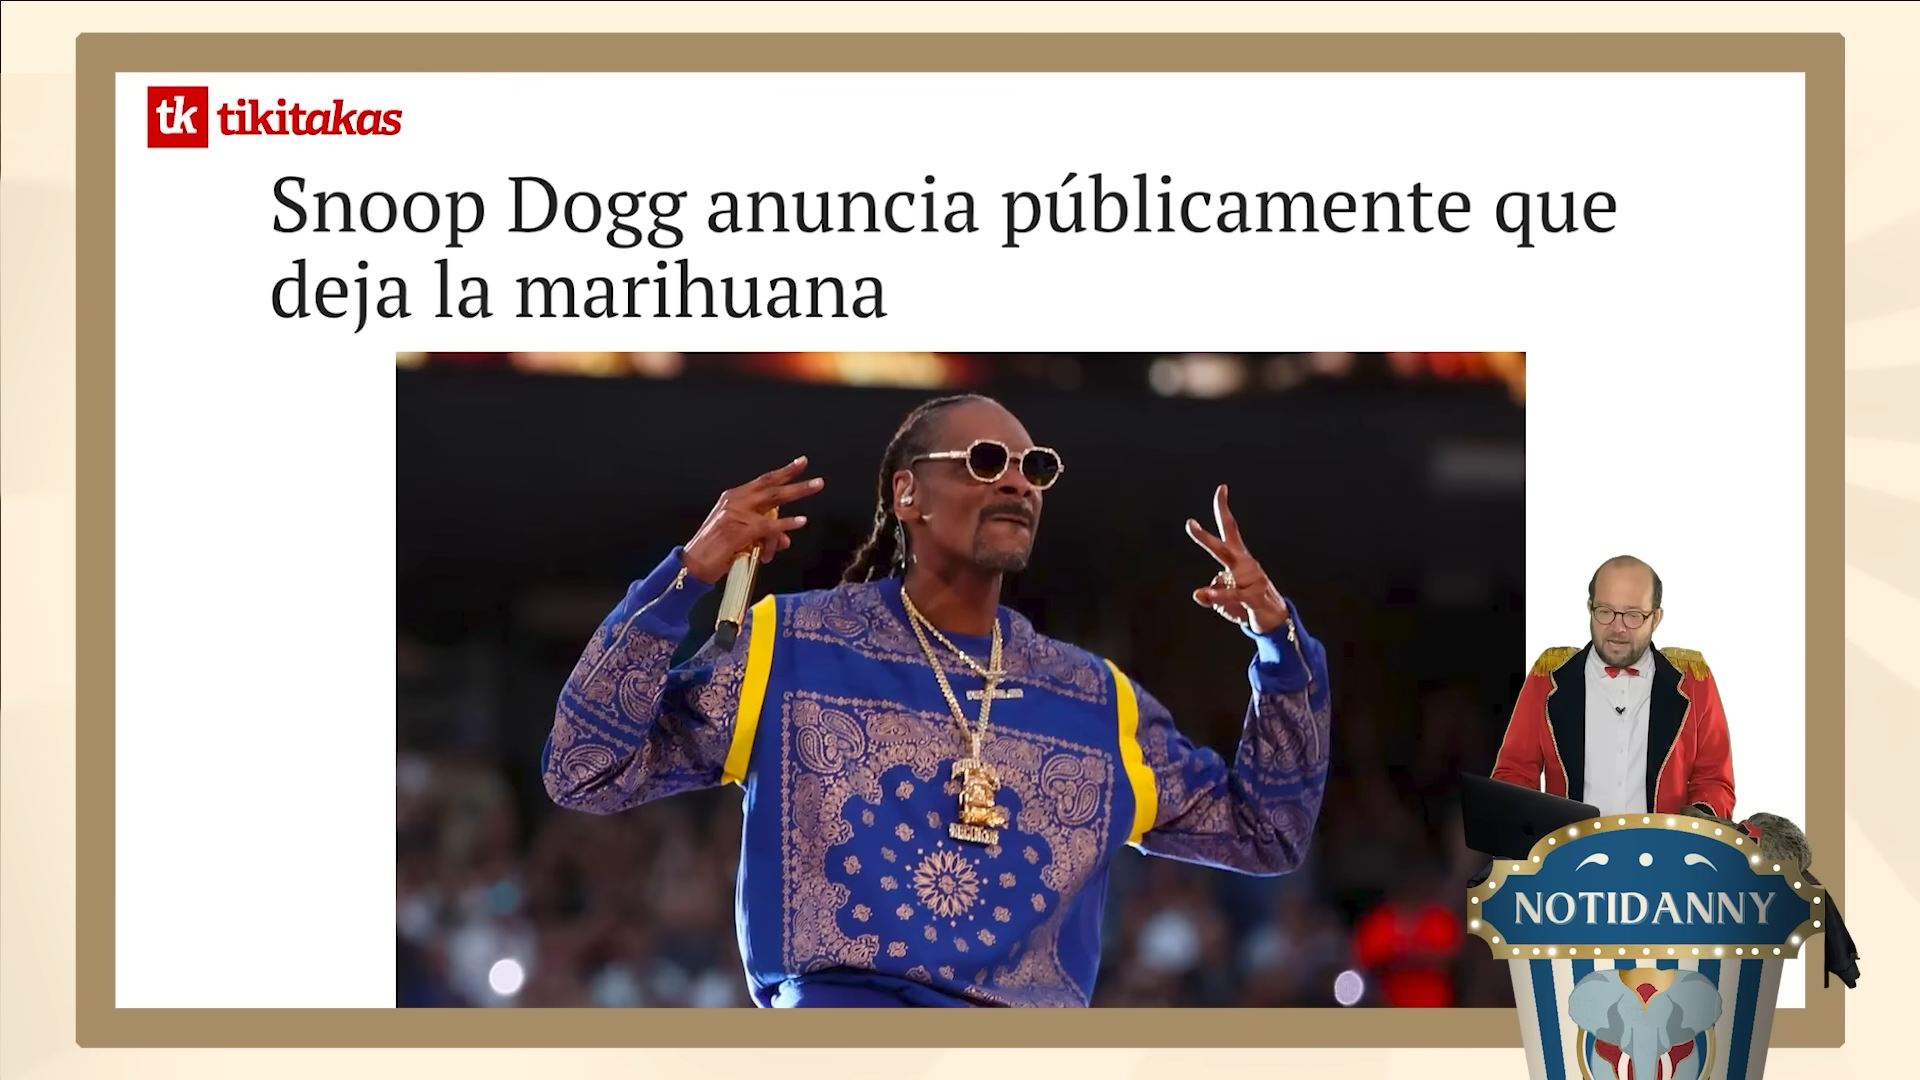 tk tikitakas
Snoop Dogg anuncia públicamente que
deja la marihuana
NOTIDANNY